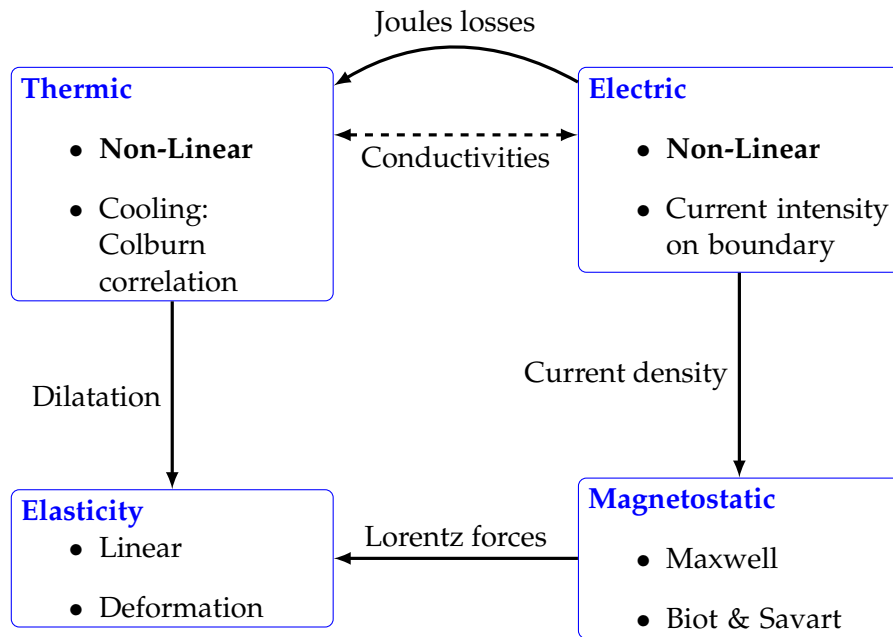 Joules losses
Thermic
• Non-Linear
• Cooling:
Colburn
correlation
Conductivities
Electric
• Non-Linear
• Current intensity
on boundary
Dilatation
Current density
Elasticity
• Linear
• Deformation
Lorentz forces
Magnetostatic
• Maxwell
• Biot & Savart